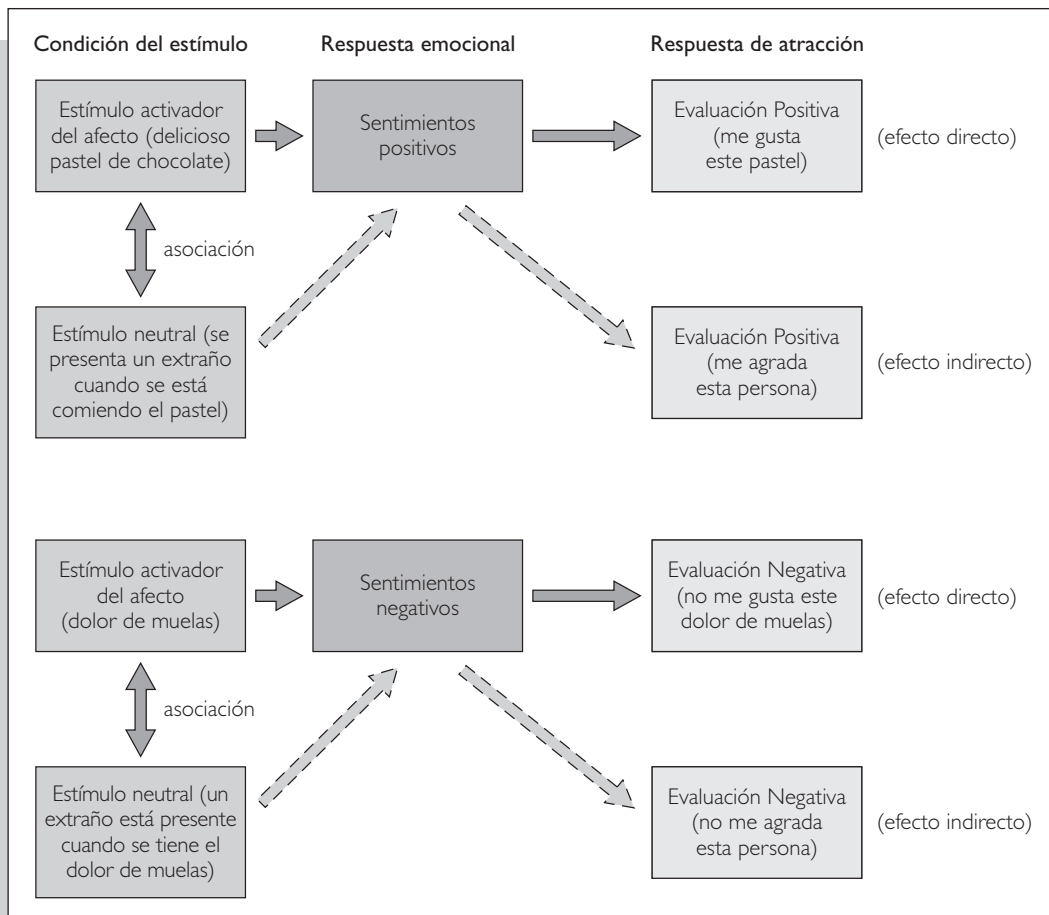 Condición del estímulo
Respuesta emocional
Respuesta de atracción
Estímulo activador
del afecto (delicioso
pastel de chocolate)
Sentimientos
positivos
Evaluación Positiva
(me gusta
este pastel)
(efecto directo)
asociación
Estímulo neutral (se
presenta un extraño
cuando se está
comiendo el pastel)
Evaluación Positiva
(me agrada
esta persona)
(efecto indirecto)
Estímulo activador
del afecto
(dolor de muelas)
Sentimientos
negativos
Evaluación Negativa
(no me gusta este
dolor de muelas)
(efecto directo)
asociación
Estímulo neutral (un
extraño está presente
cuando se tiene el
dolor de muelas)
Evaluación Negativa
(no me agrada
esta persona)
(efecto indirecto)